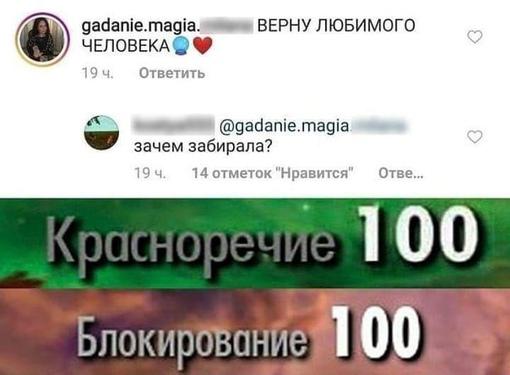 gadanie.magia. ВЕРНУ ЛЮБИМОГО
ЧЕЛОВЕКА🔮❤️
19 ч. Ответить
@gadanie.magia
зачем забирала?
19 ч. 14 отметок "Нравится" Отве...
Красноречие 100
Блокирование 100